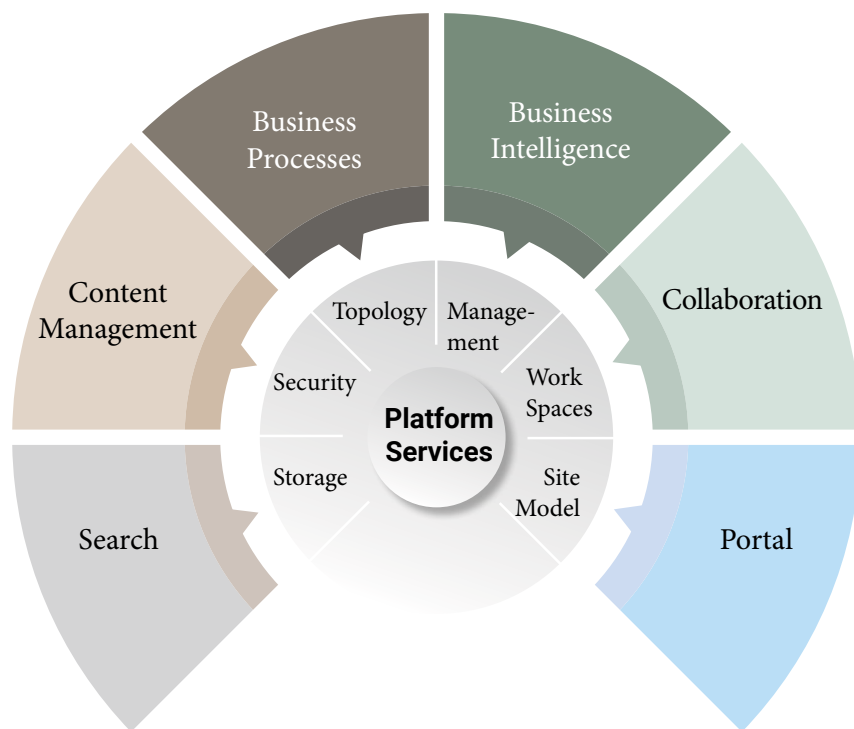 Business
Processes
Business
Intelligence
Content
Management
Collaboration
Search
Portal
Topology
Manage-
ment
Security
Work
Spaces
Storage
Site
Model
Platform
Services